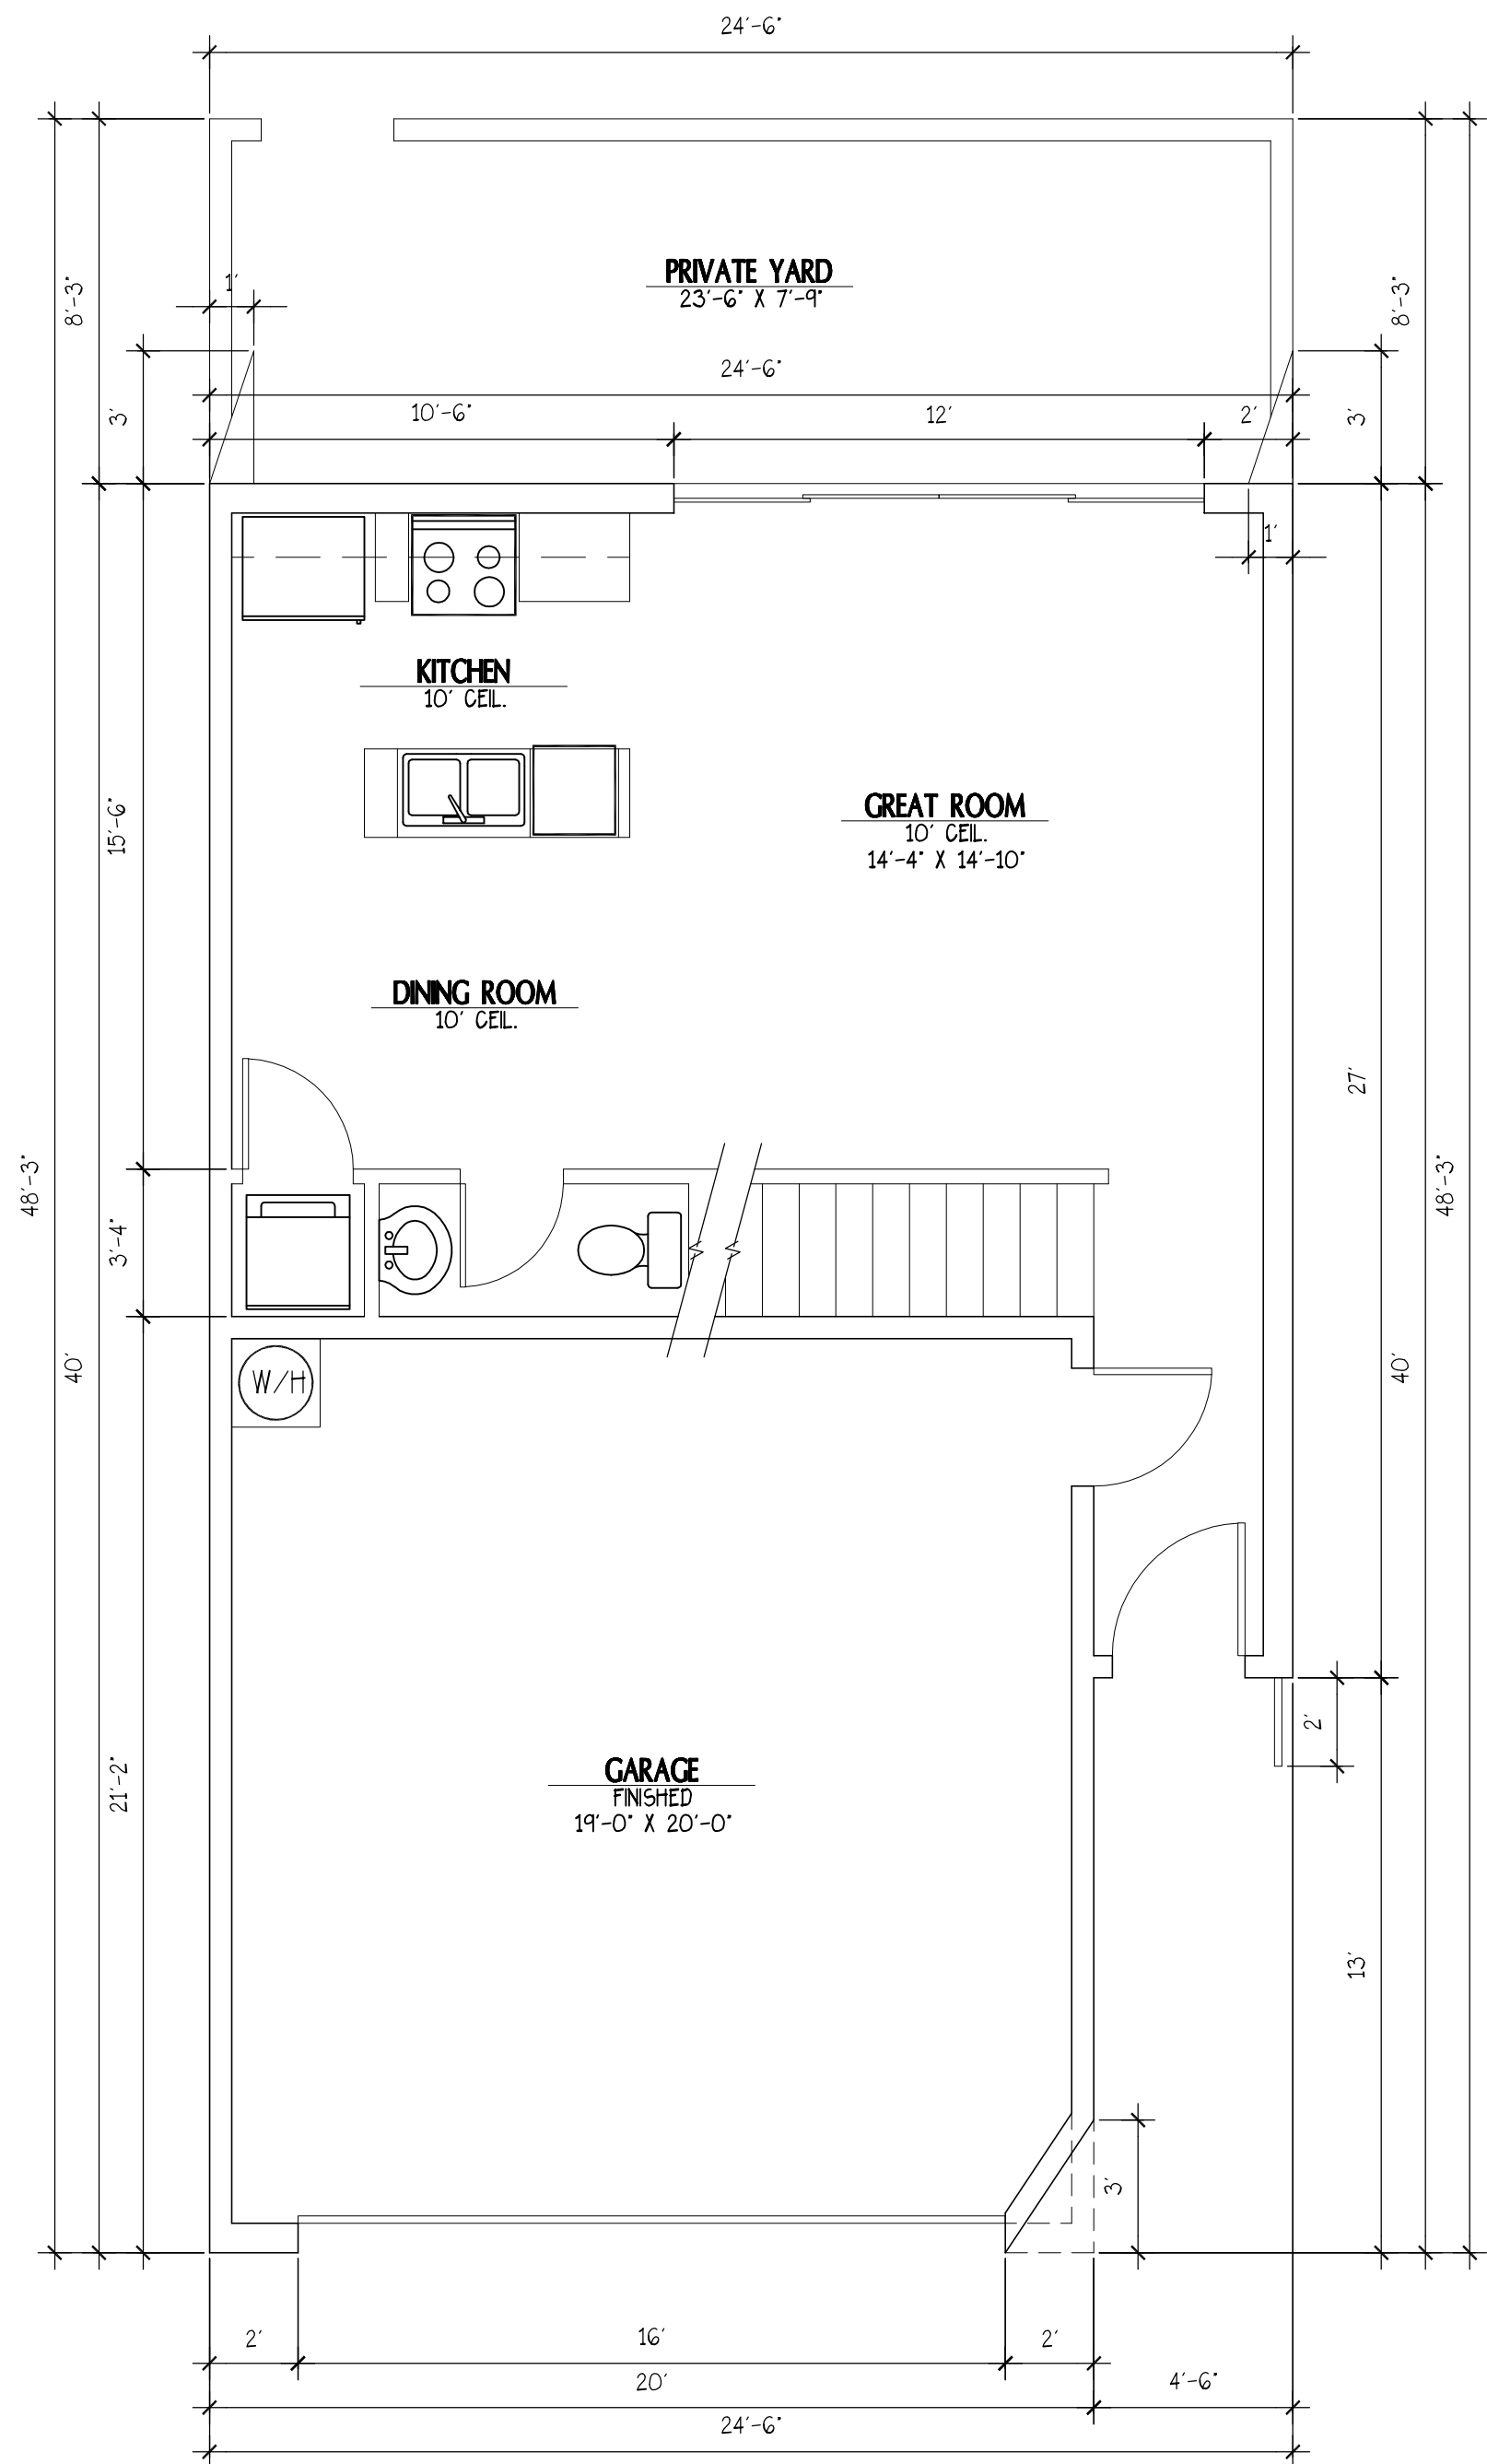 24'-6"
8'-3"
8'-3"
PRIVATE YARD
23'-6" X 7'-9"
1'
24'-6"
3'
10'-6"
12'
2'
3'
1'
KITCHEN
10' CEIL.
GREAT ROOM
10' CEIL.
14'-4" X 14'-10"
15'-6"
DINING ROOM
10' CEIL.
27'
48'-3"
48'-3"
3'-4"
40'
40'
W/H
2'
GARAGE
FINISHED
19'-0" X 20'-0"
21'-2"
13'
3'
2'
16'
2'
20'
4'-6"
24'-6"